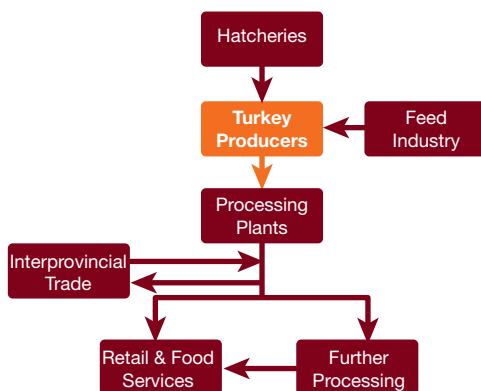 Hatcheries
Turkey
Producers
Feed
Industry
Processing
Plants
Interprovincial
Trade
Retail & Food
Services
Further
Processing